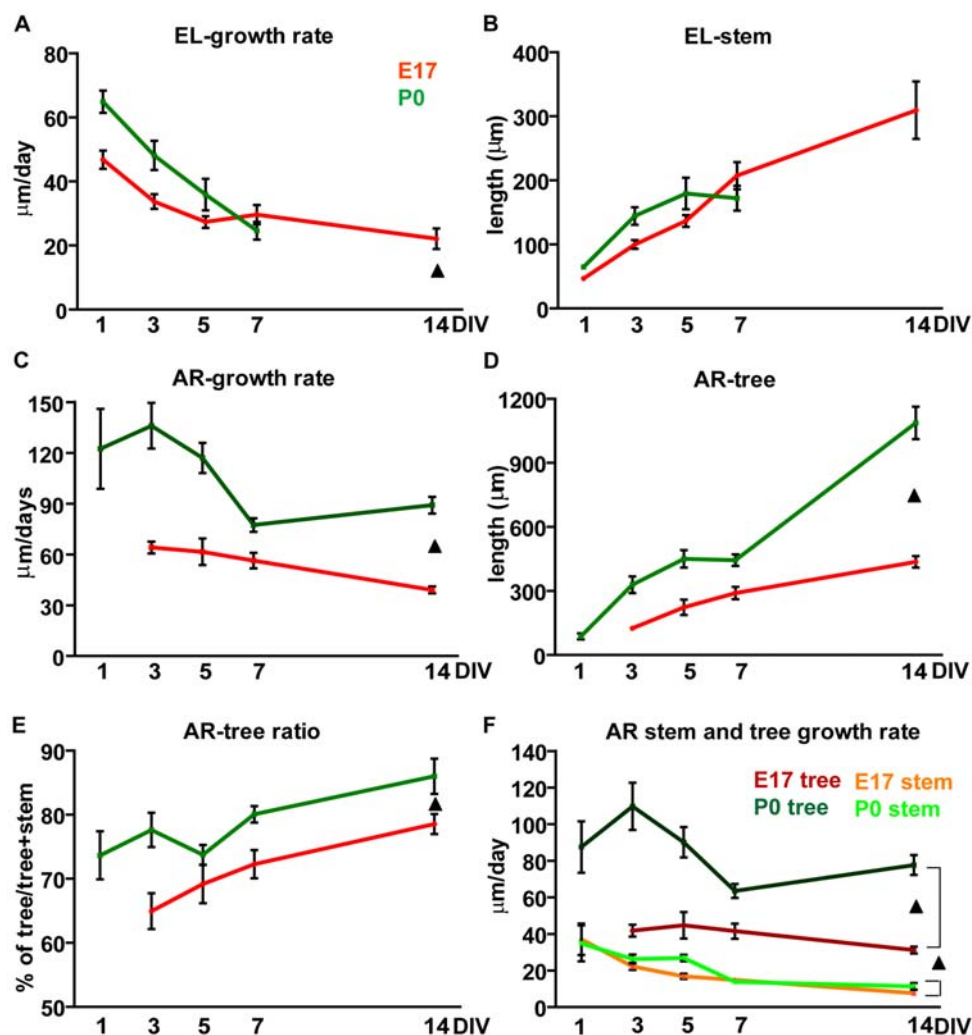 A
EL-growth rate
80
60
40
20
0
μm/day
E17
P0
1 3 5 7 14 DIV
B
EL-stem
400
300
200
100
0
length (μm)
1 3 5 7 14 DIV
C
AR-growth rate
150
120
90
60
30
0
μm/days
1 3 5 7 14 DIV
D
AR-tree
1200
900
600
300
0
length (μm)
1 3 5 7 14 DIV
E
AR-tree ratio
90
80
70
60
50
% of tree/tree+stem
1 3 5 7 14 DIV
F
AR stem and tree growth rate
140
120
100
80
60
40
20
0
μm/day
E17 tree E17 stem
P0 tree P0 stem
1 3 5 7 14 DIV